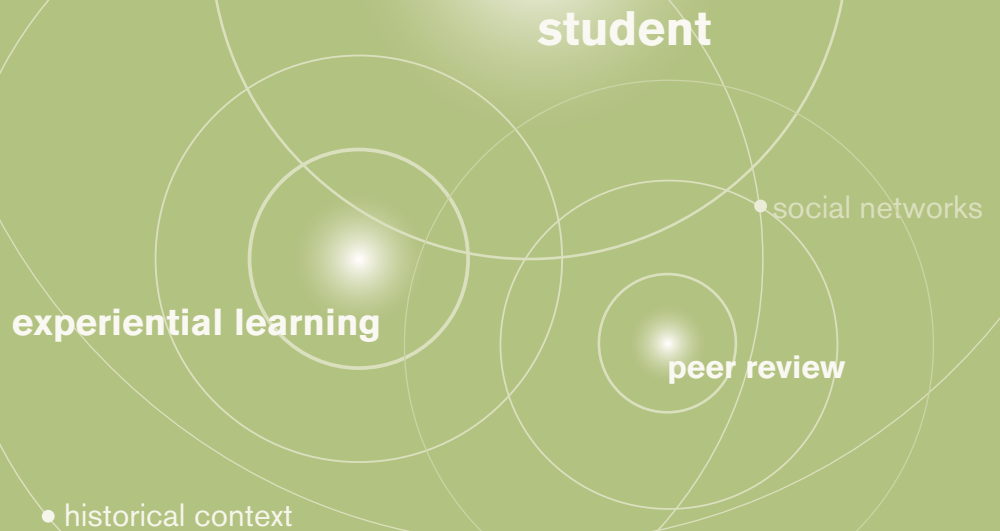 student
social networks
experiential learning
peer review
historical context